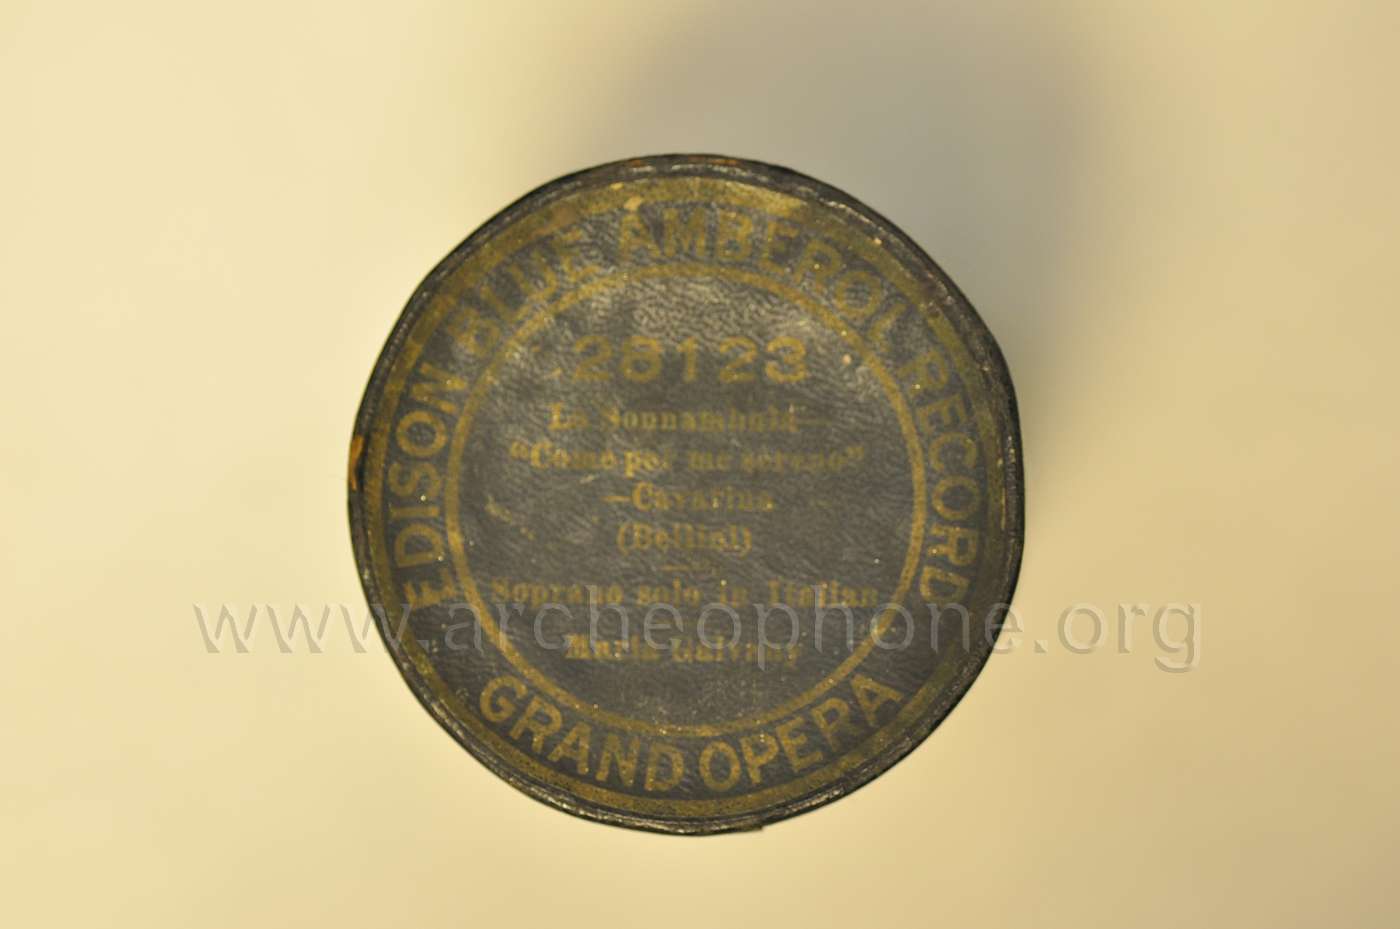 EDISON BLUE AMBEROL RECORD
28123
La Sonnambula—
"Come per me sereno"
—Cavatina
(Bellini)
Soprano solo in Italian
Maria Galvany
GRAND OPERA
www.archeophone.org